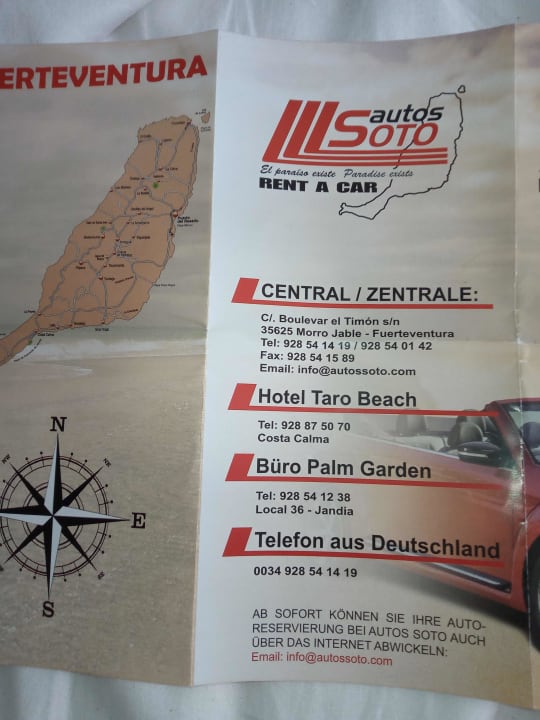 ERTEVENTURA
autos
SOTO
El paraíso existe Paradise exists
RENT A CAR
CENTRAL / ZENTRALE:
C/. Boulevar el Timón s/n
35625 Morro Jable - Fuerteventura
Tel: 928 54 14 19 / 928 54 01 42
Fax: 928 54 15 89
Email: info@autossoto.com
Hotel Taro Beach
Tel: 928 87 50 70
Costa Calma
Büro Palm Garden
Tel: 928 54 12 38
Local 36 - Jandia
Telefon aus Deutschland
0034 928 54 14 19
AB SOFORT KÖNNEN SIE IHRE AUTO-
RESERVIERUNG BEI AUTOS SOTO AUCH
ÜBER DAS INTERNET ABWICKELN:
Email: info@autossoto.com
N
NE
E
SE
S